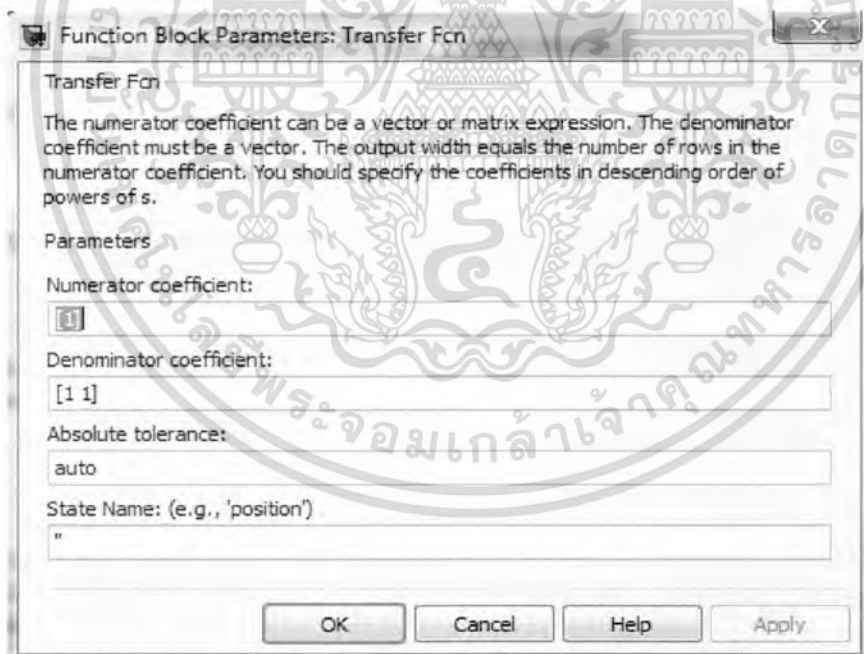 Function Block Parameters: Transfer Fcn
Transfer Fcn
The numerator coefficient can be a vector or matrix expression. The denominator
coefficient must be a vector. The output width equals the number of rows in the
numerator coefficient. You should specify the coefficients in descending order of
powers of s.
Parameters
Numerator coefficient:
[1]
Denominator coefficient:
[1 1]
Absolute tolerance:
auto
State Name: (e.g., 'position')
''
OK
Cancel
Help
Apply